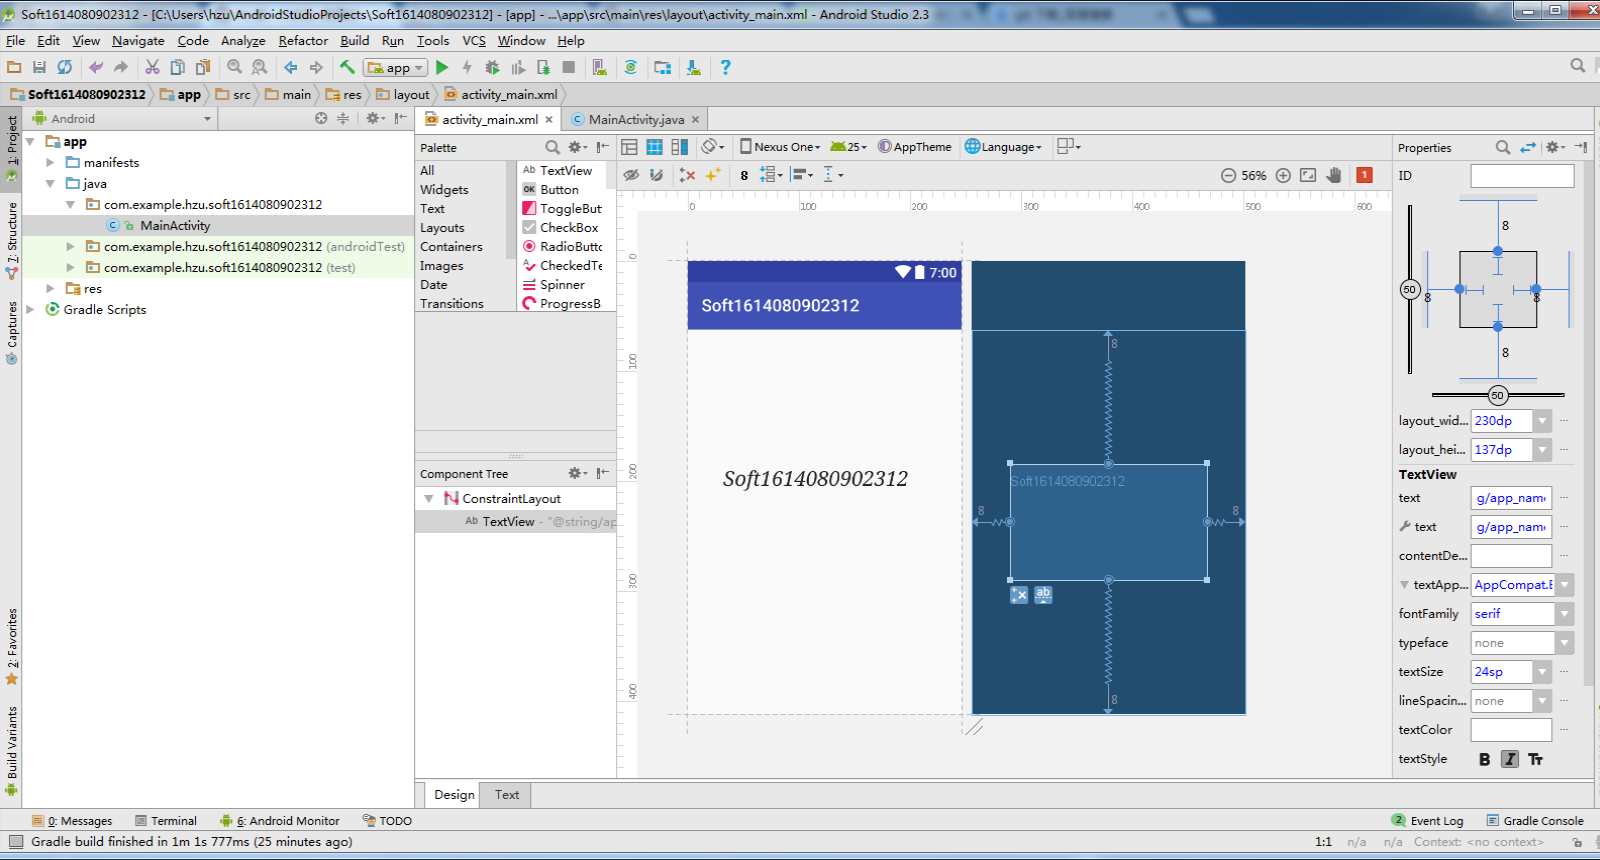 Soft1614080902312 - [C:\Users\hzu\AndroidStudioProjects\Soft1614080902312] - [app] - ...\app\src\main\res\layout\activity_main.xml - Android Studio 2.3
File Edit View Navigate Code Analyze Refactor Build Run Tools VCS Window Help
app
Soft1614080902312 app src main res layout activity_main.xml
Android
activity_main.xml MainActivity.java
1: Project
7: Structure
Captures
2: Favorites
Build Variants
app
manifests
java
com.example.hzu.soft1614080902312
MainActivity
com.example.hzu.soft1614080902312 (androidTest)
com.example.hzu.soft1614080902312 (test)
res
Gradle Scripts
Palette
All
Widgets
Text
Layouts
Containers
Images
Date
Transitions
Ab TextView
OK Button
ToggleBut
CheckBox
RadioButto
CheckedTe
Spinner
ProgressB
Component Tree
ConstraintLayout
Ab TextView - "@string/ap
Nexus One 25 AppTheme Language
8 56% 1
0 100 200 300 400 500 600
0
100
200
300
400
7:00
Soft1614080902312
Soft1614080902312
8
Soft1614080902312
8 8
8
ab
Properties
ID
8
50
8 8
8
50
layout_wid... 230dp ...
layout_hei... 137dp ...
TextView
text g/app_name ...
text g/app_name ...
contentDe... ...
textApp... AppCompat.B
fontFamily serif
typeface none
textSize 24sp ...
lineSpacin... none ...
textColor ...
textStyle B I Tт
Design Text
0: Messages Terminal 6: Android Monitor TODO
2 Event Log Gradle Console
Gradle build finished in 1m 1s 777ms (25 minutes ago)
1:1 n/a n/a Context: <no context>